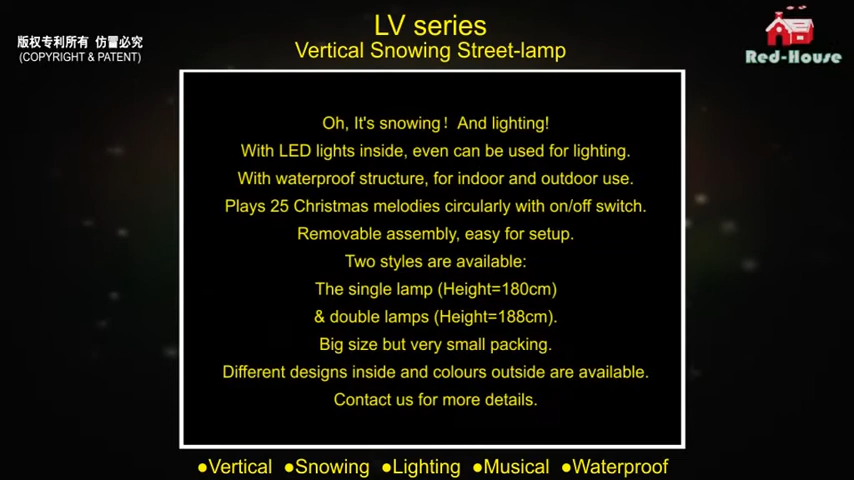 LV series
Vertical Snowing Street-lamp
版权专利所有 仿冒必究
(COPYRIGHT & PATENT)
Red-House
Oh, It's snowing！And lighting!
With LED lights inside, even can be used for lighting.
With waterproof structure, for indoor and outdoor use.
Plays 25 Christmas melodies circularly with on/off switch.
Removable assembly, easy for setup.
Two styles are available:
The single lamp (Height=180cm)
& double lamps (Height=188cm).
Big size but very small packing.
Different designs inside and colours outside are available.
Contact us for more details.
●Vertical ●Snowing ●Lighting ●Musical ●Waterproof